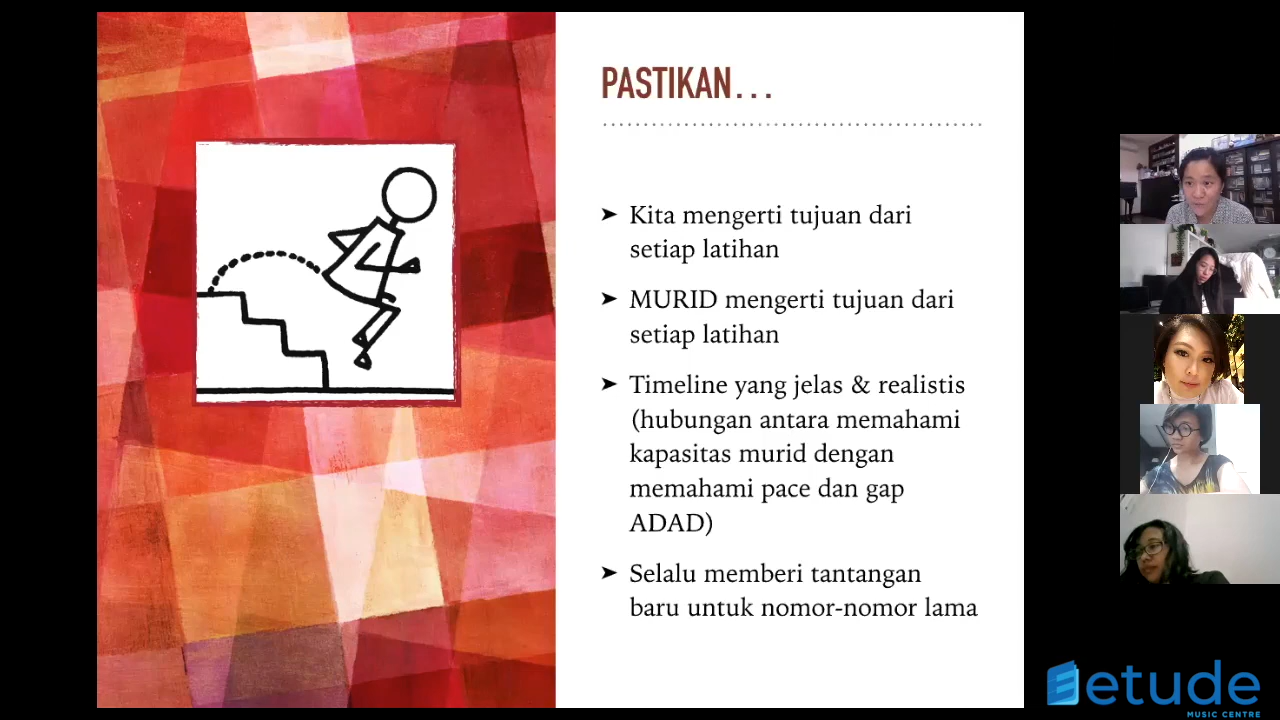 PASTIKAN...
➤ Kita mengerti tujuan dari
setiap latihan
➤ MURID mengerti tujuan dari
setiap latihan
➤ Timeline yang jelas & realistis
(hubungan antara memahami
kapasitas murid dengan
memahami pace dan gap
ADAD)
➤ Selalu memberi tantangan
baru untuk nomor-nomor lama
etude
MUSIC CENTRE